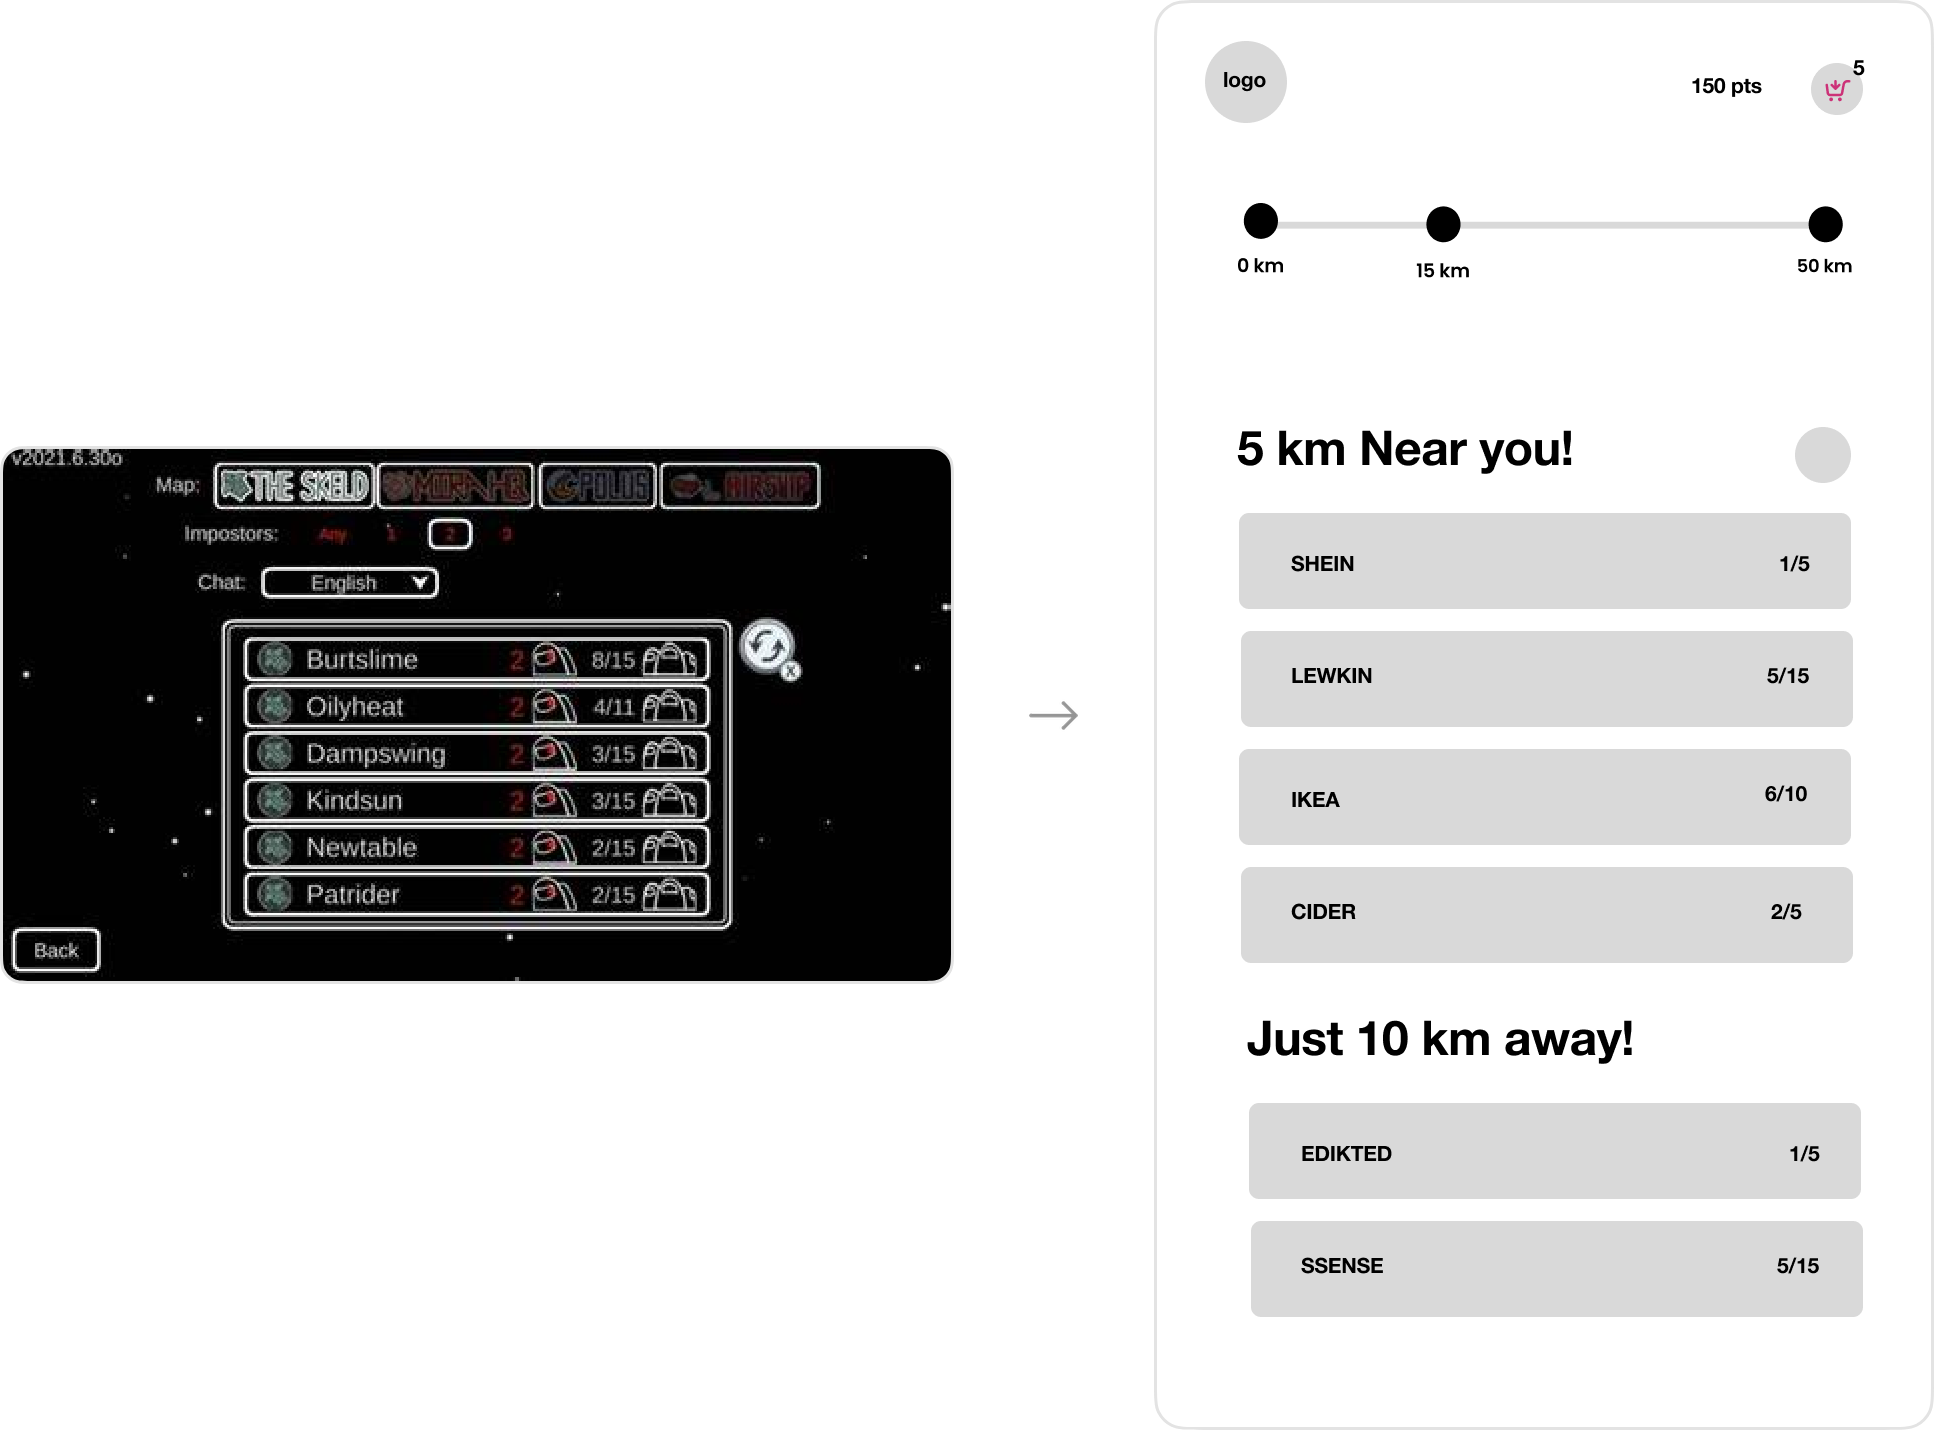 v2021.6.30o
Map: THE SKELD MIRA HQ POLUS AIRSHIP
Impostors: Any 1 2 3
Chat: English
Burtslime 2 8/15
Oilyheat 2 4/11
Dampswing 2 3/15
Kindsun 2 3/15
Newtable 2 2/15
Patrider 2 2/15
Back
logo
150 pts
5
0 km
15 km
50 km
5 km Near you!
SHEIN 1/5
LEWKIN 5/15
IKEA 6/10
CIDER 2/5
Just 10 km away!
EDIKTED 1/5
SSENSE 5/15